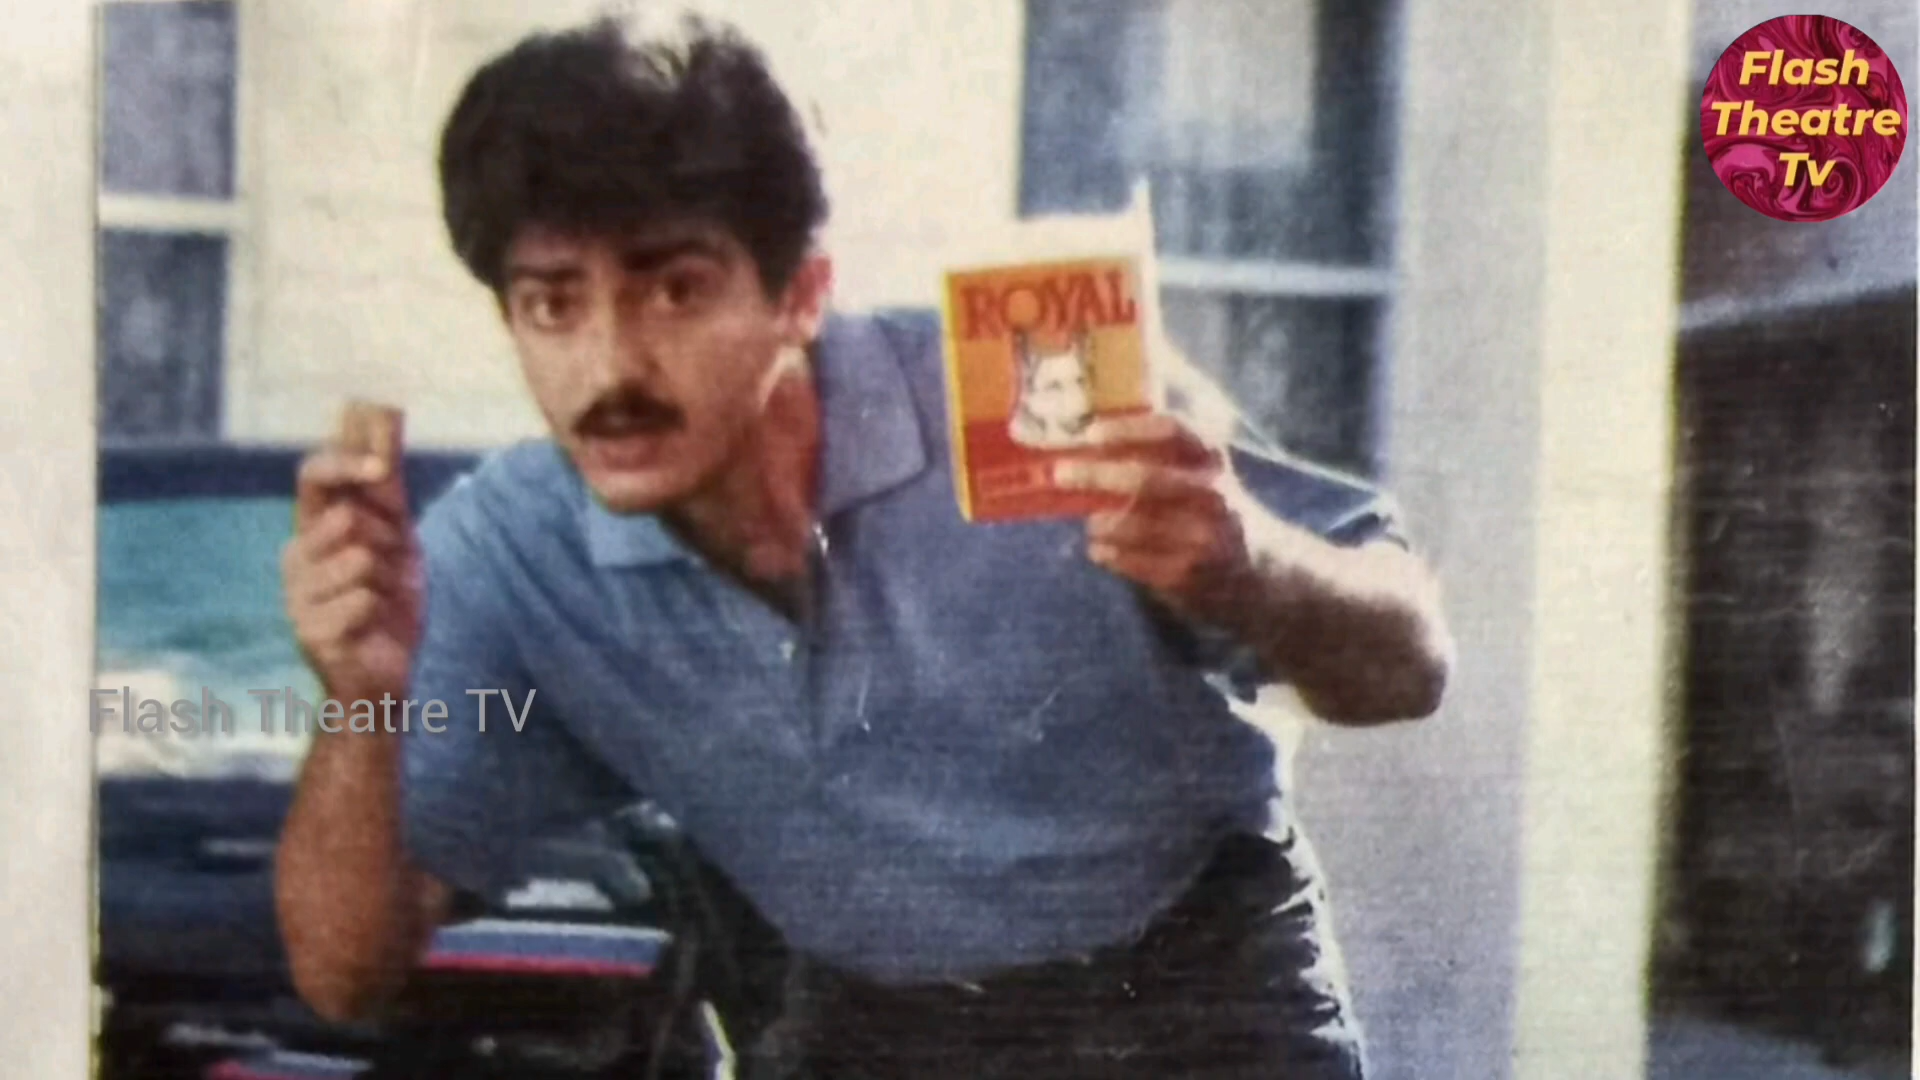 Flash
Theatre
Tv
ROYAL
Flash Theatre TV